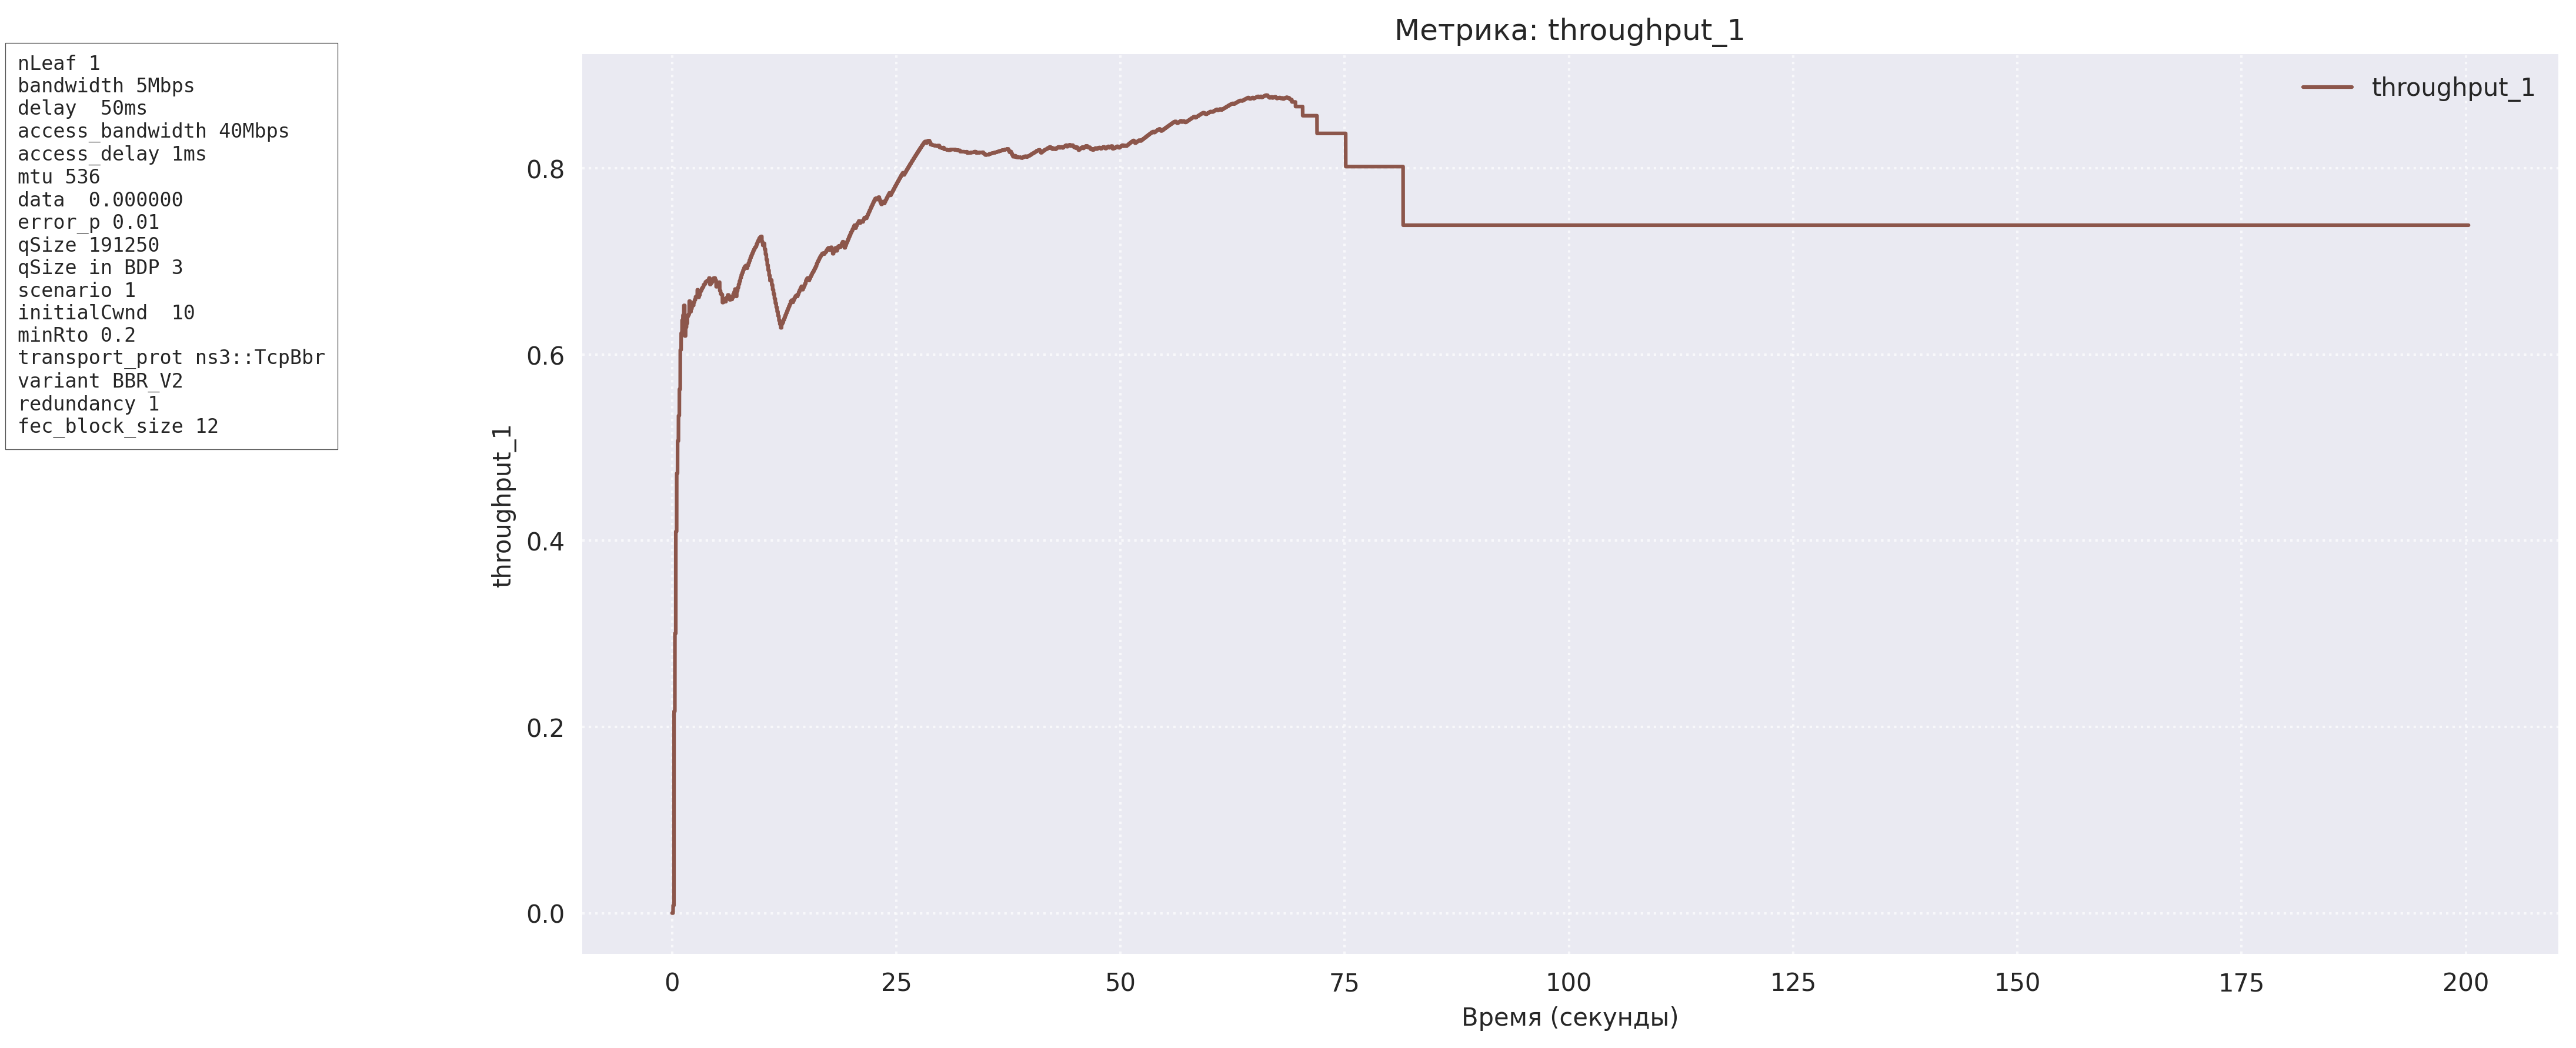 Метрика: throughput_1
nLeaf 1
bandwidth 5Mbps
delay  50ms
access_bandwidth 40Mbps
access_delay 1ms
mtu 536
data  0.000000
error_p 0.01
qSize 191250
qSize in BDP 3
scenario 1
initialCwnd  10
minRto 0.2
transport_prot ns3::TcpBbr
variant BBR_V2
redundancy 1
fec_block_size 12
throughput_1
throughput_1
0.8
0.6
0.4
0.2
0.0
0 25 50 75 100 125 150 175 200
Время (секунды)